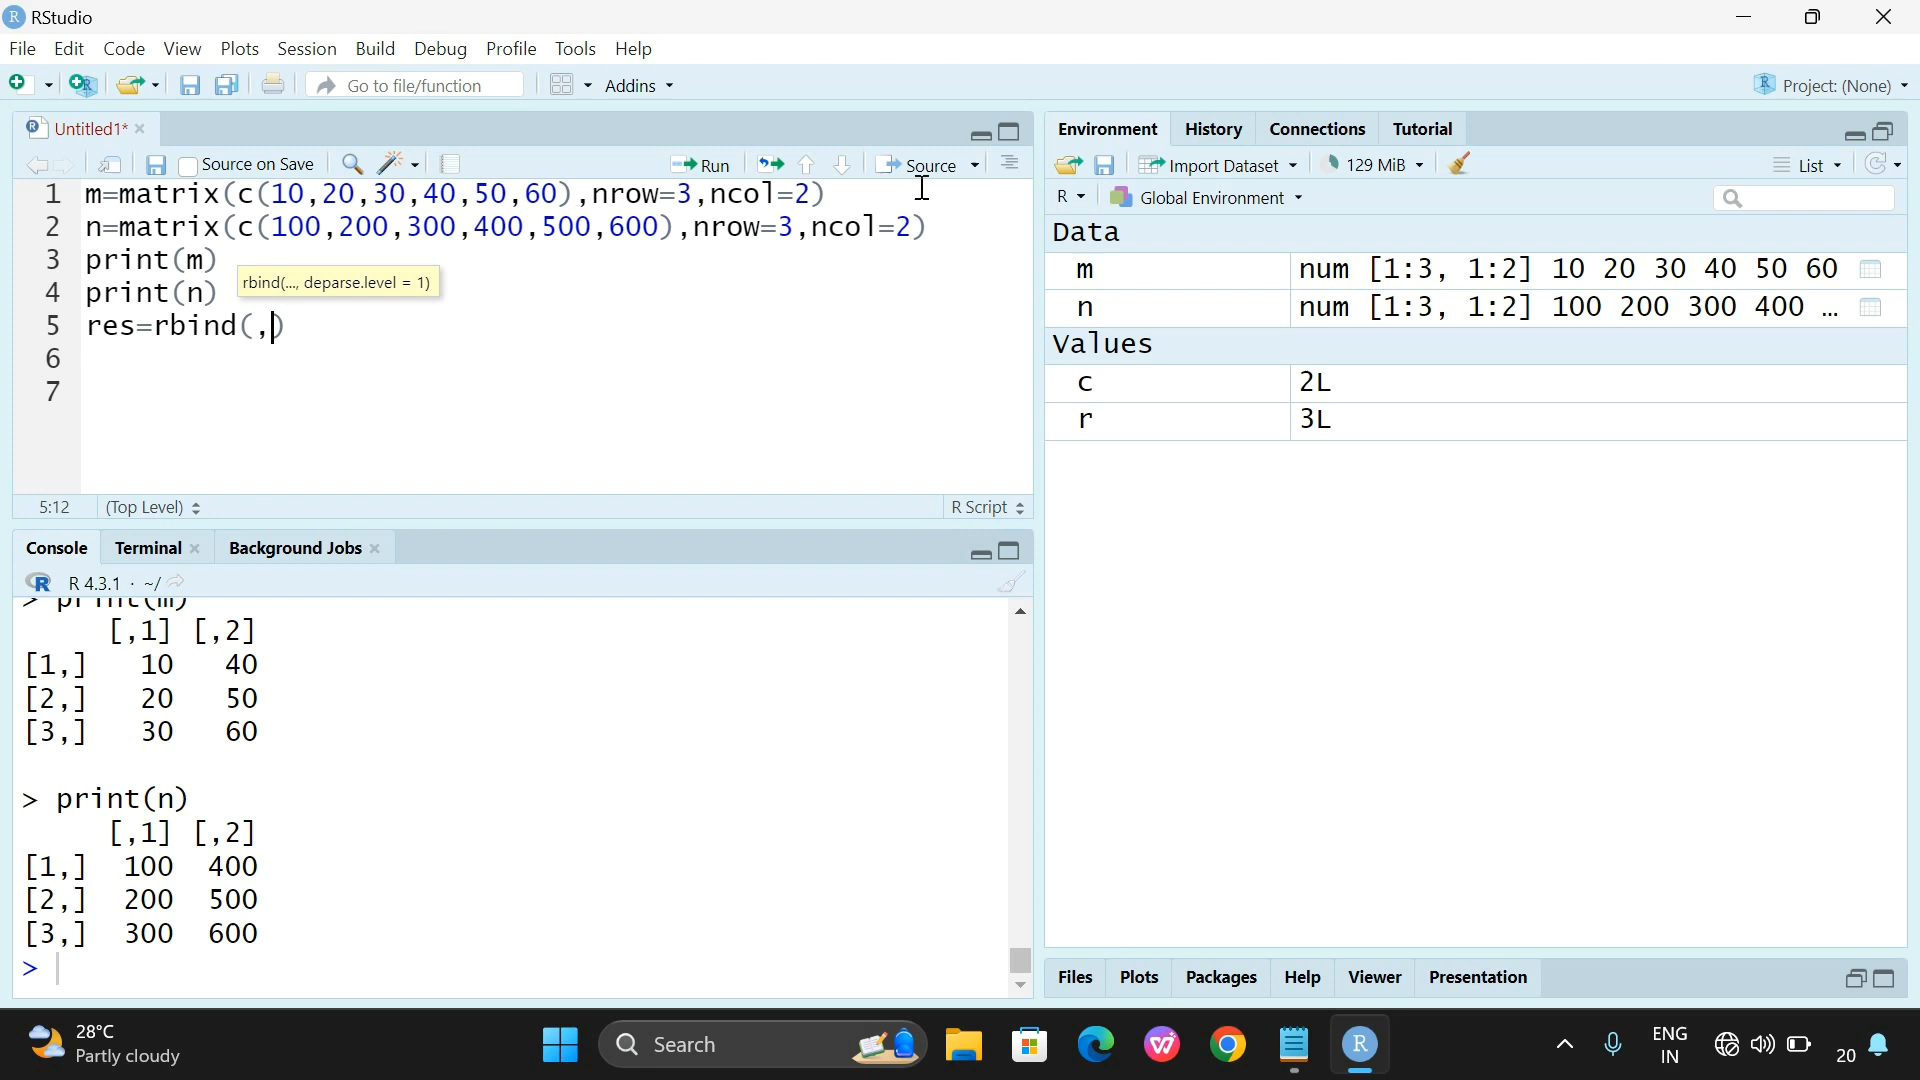 RStudio
File Edit Code View Plots Session Build Debug Profile Tools Help
Go to file/function Addins Project: (None)
Untitled1*
Source on Save Run Source
1 m=matrix(c(10,20,30,40,50,60),nrow=3,ncol=2)
2 n=matrix(c(100,200,300,400,500,600),nrow=3,ncol=2)
3 print(m)
rbind(..., deparse.level = 1)
4 print(n)
5 res=rbind(,)
6
7
5:12 (Top Level) R Script
Console Terminal Background Jobs
R 4.3.1 · ~/
> print(m)
[,1] [,2]
[1,] 10 40
[2,] 20 50
[3,] 30 60
> print(n)
[,1] [,2]
[1,] 100 400
[2,] 200 500
[3,] 300 600
>
Environment History Connections Tutorial
Import Dataset 129 MiB List
R Global Environment
Data
m num [1:3, 1:2] 10 20 30 40 50 60
n num [1:3, 1:2] 100 200 300 400 …
Values
c 2L
r 3L
Files Plots Packages Help Viewer Presentation
28°C
Partly cloudy
Search
ENG
IN
20